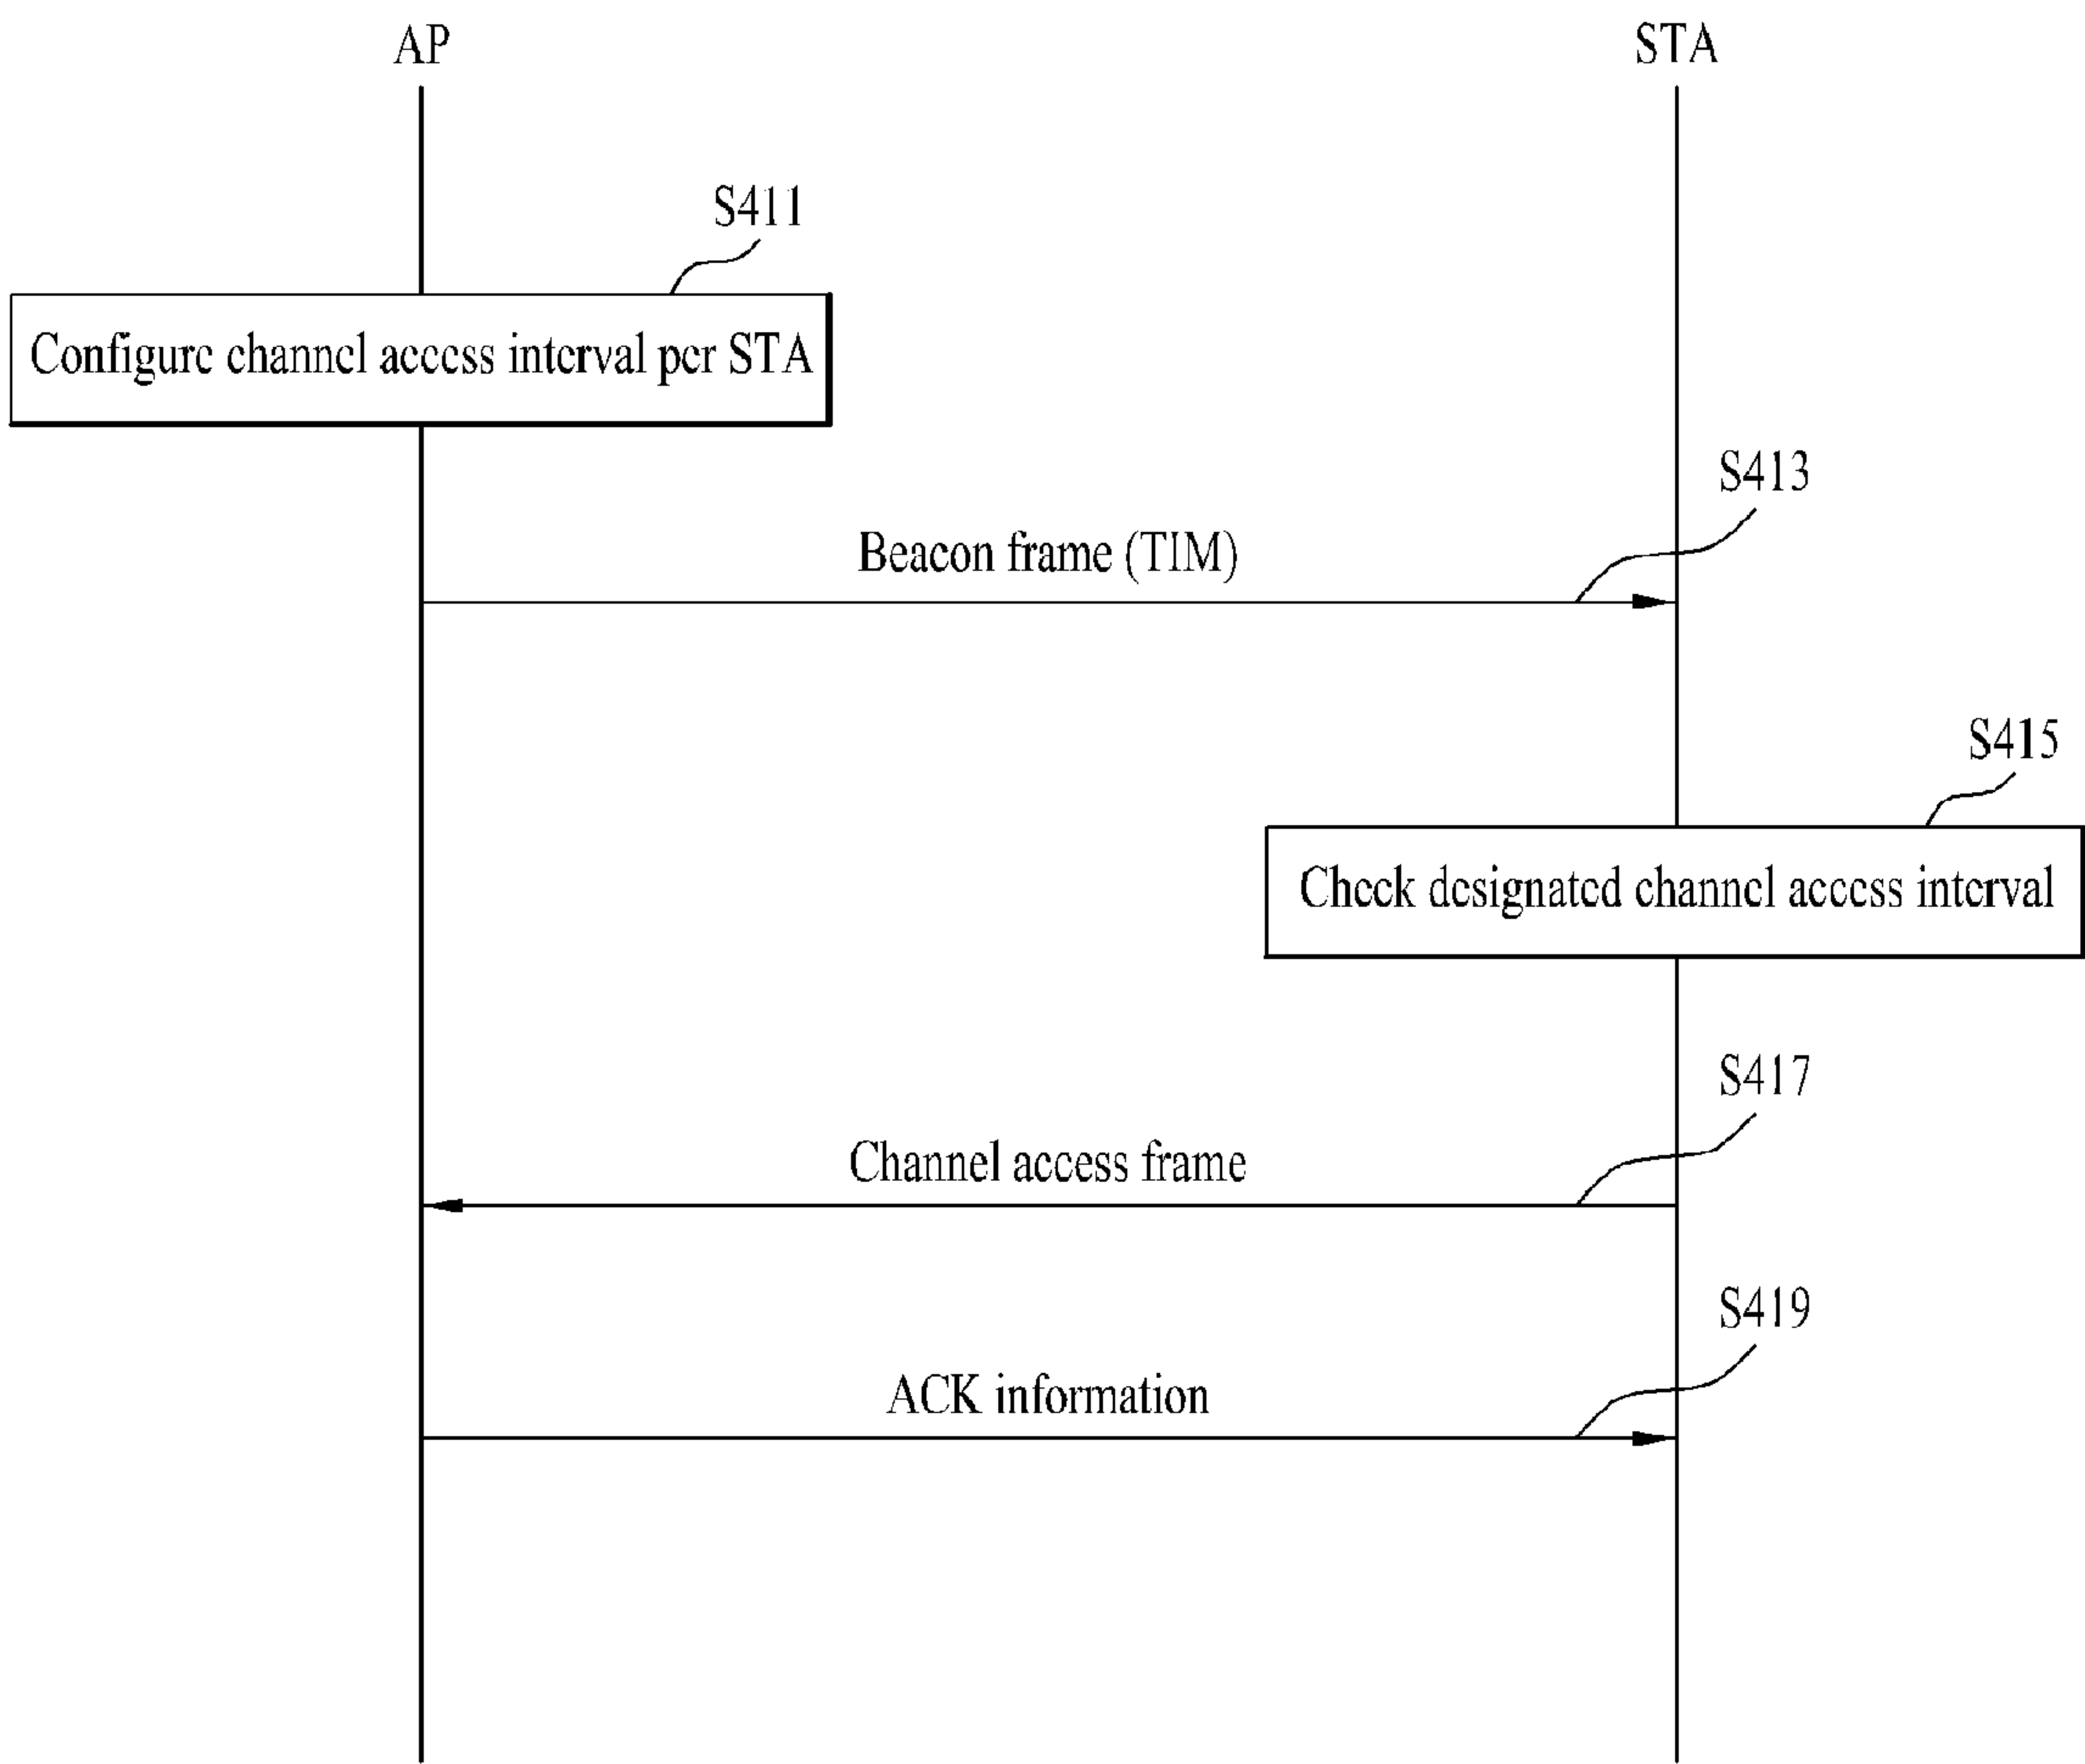 AP
STA
S411
Configure channel access interval per STA
S413
Beacon frame (TIM)
S415
Check designated channel access interval
S417
Channel access frame
S419
ACK information